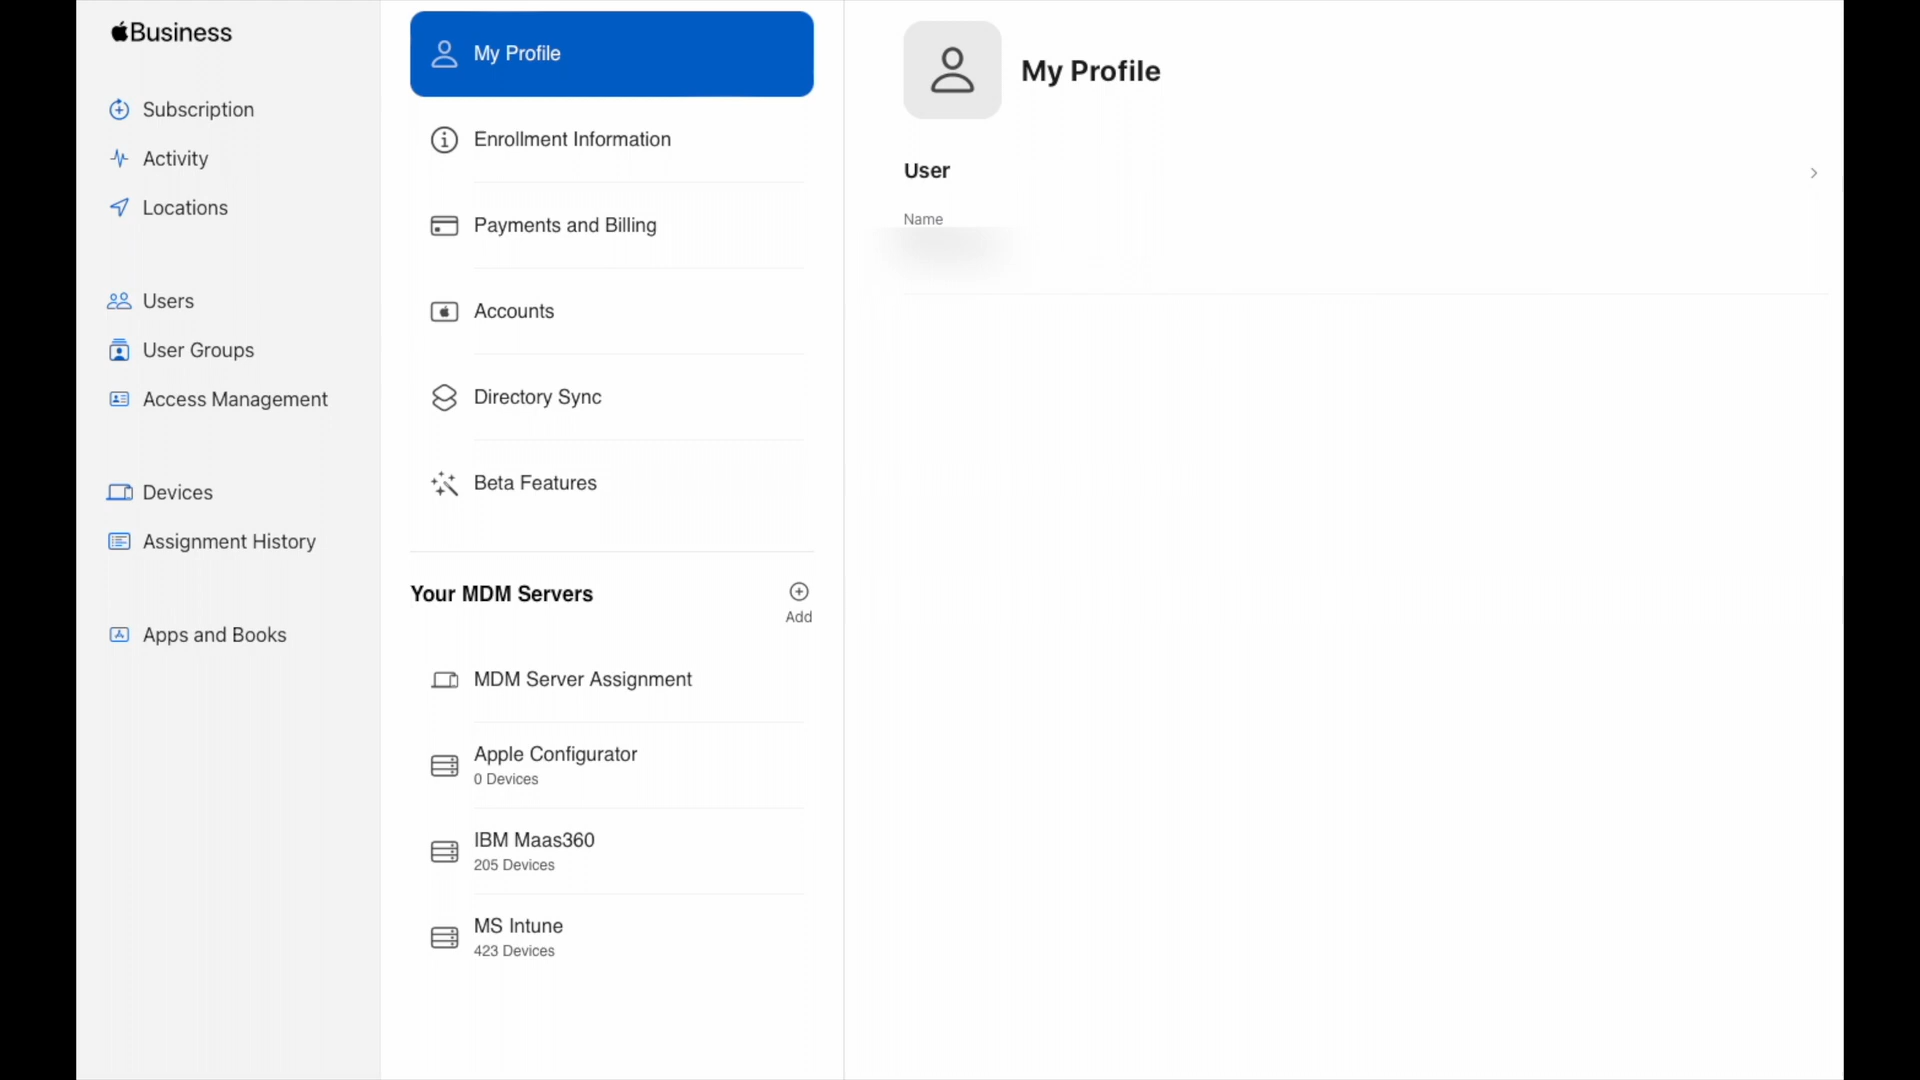 Business
Subscription
Activity
Locations
Users
User Groups
Access Management
Devices
Assignment History
Apps and Books
My Profile
Enrollment Information
Payments and Billing
Accounts
Directory Sync
Beta Features
Your MDM Servers
Add
MDM Server Assignment
Apple Configurator
0 Devices
IBM Maas360
205 Devices
MS Intune
423 Devices
My Profile
User
Name